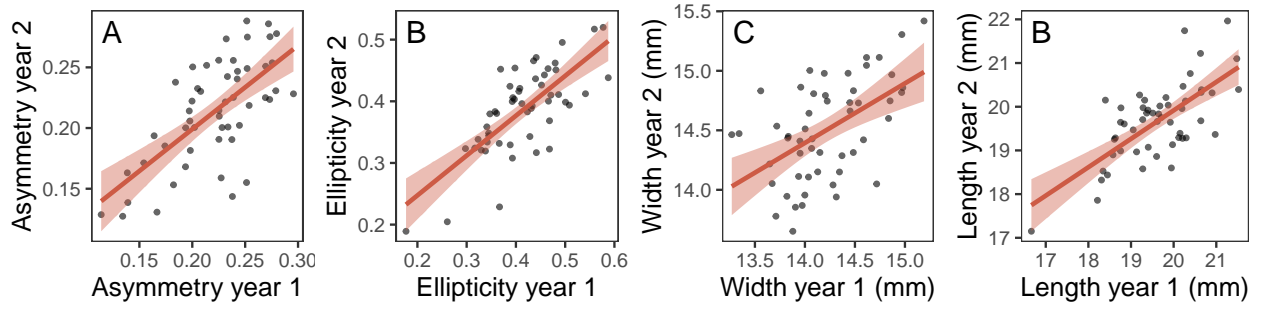 A
Asymmetry year 2
0.25
0.20
0.15
0.15 0.20 0.25 0.30
Asymmetry year 1
B
Ellipticity year 2
0.5
0.4
0.3
0.2
0.2 0.3 0.4 0.5 0.6
Ellipticity year 1
C
Width year 2 (mm)
15.5
15.0
14.5
14.0
13.5 14.0 14.5 15.0
Width year 1 (mm)
B
Length year 2 (mm)
22
21
20
19
18
17
17 18 19 20 21
Length year 1 (mm)